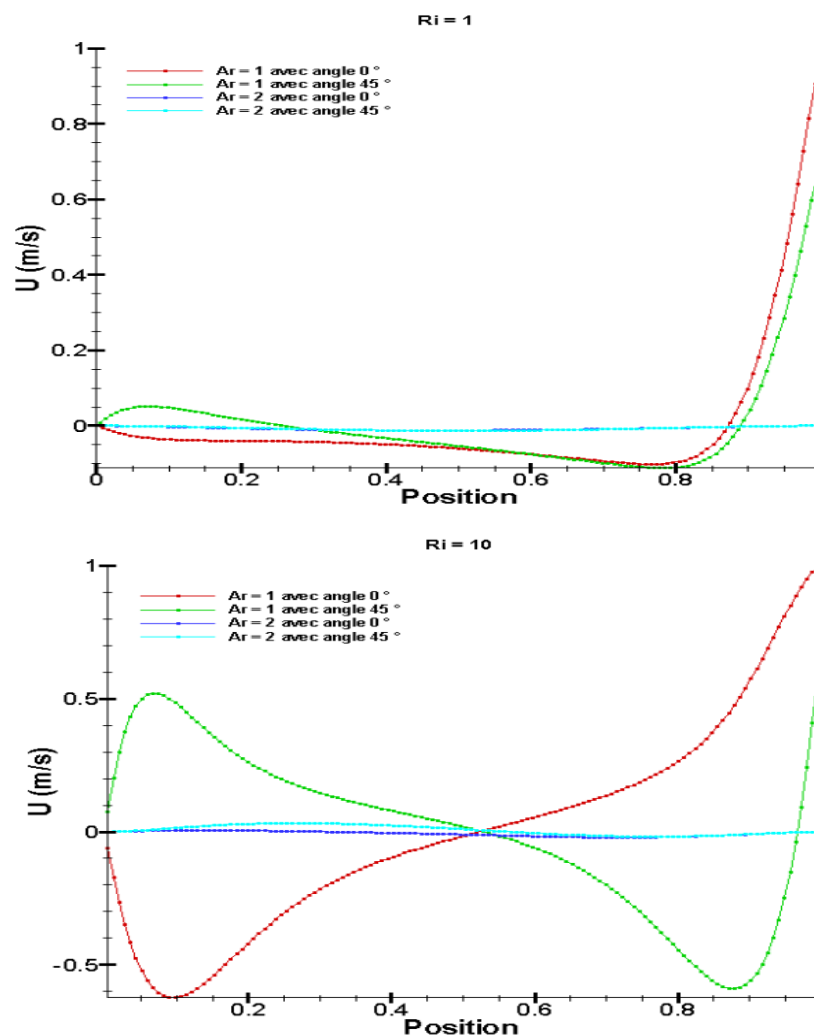 Ri = 1
1
Ar = 1 avec angle 0 °
Ar = 1 avec angle 45 °
Ar = 2 avec angle 0 °
Ar = 2 avec angle 45 °
0.8
0.6
0.4
0.2
0
U (m/s)
0 0.2 0.4 0.6 0.8
Position
Ri = 10
1
Ar = 1 avec angle 0 °
Ar = 1 avec angle 45 °
Ar = 2 avec angle 0 °
Ar = 2 avec angle 45 °
0.5
0
-0.5
U (m/s)
0.2 0.4 0.6 0.8
Position